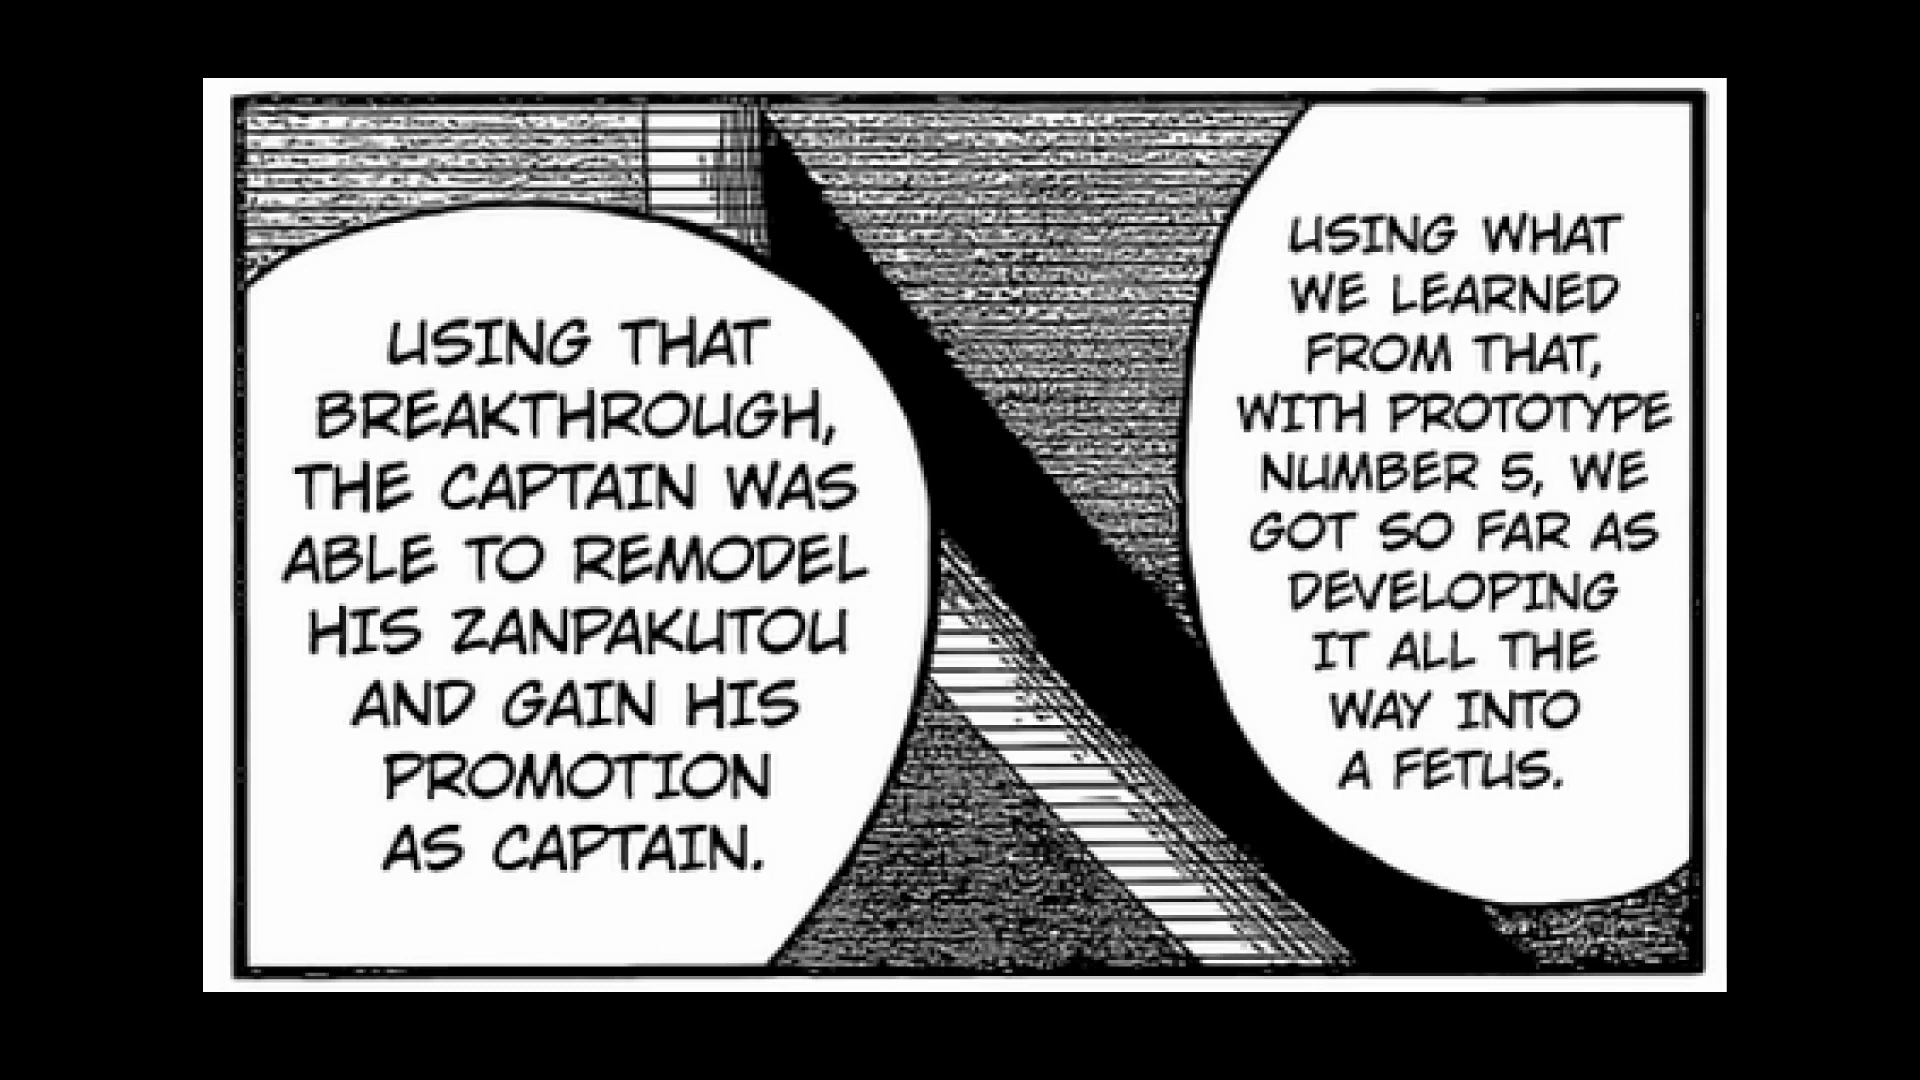 USING WHAT
WE LEARNED
FROM THAT,
WITH PROTOTYPE
NUMBER 5, WE
GOT SO FAR AS
DEVELOPING
IT ALL THE
WAY INTO
A FETUS.
USING THAT
BREAKTHROUGH,
THE CAPTAIN WAS
ABLE TO REMODEL
HIS ZANPAKUTOU
AND GAIN HIS
PROMOTION
AS CAPTAIN.